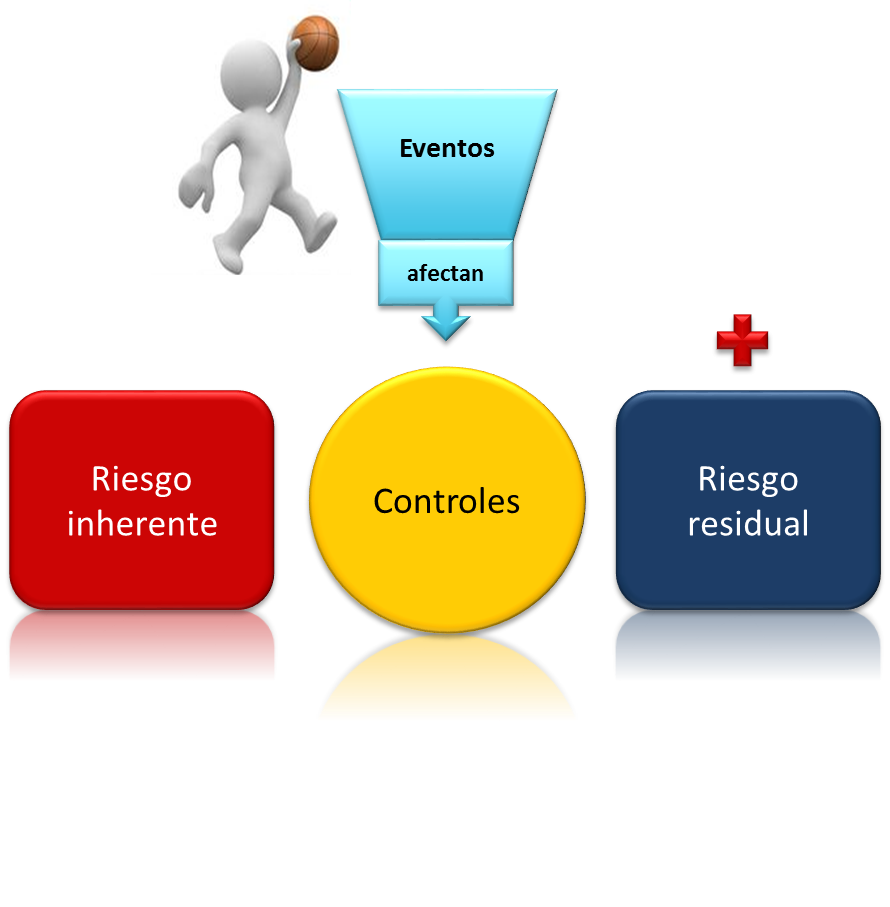 Eventos
afectan
Riesgo
inherente
Controles
Riesgo
residual